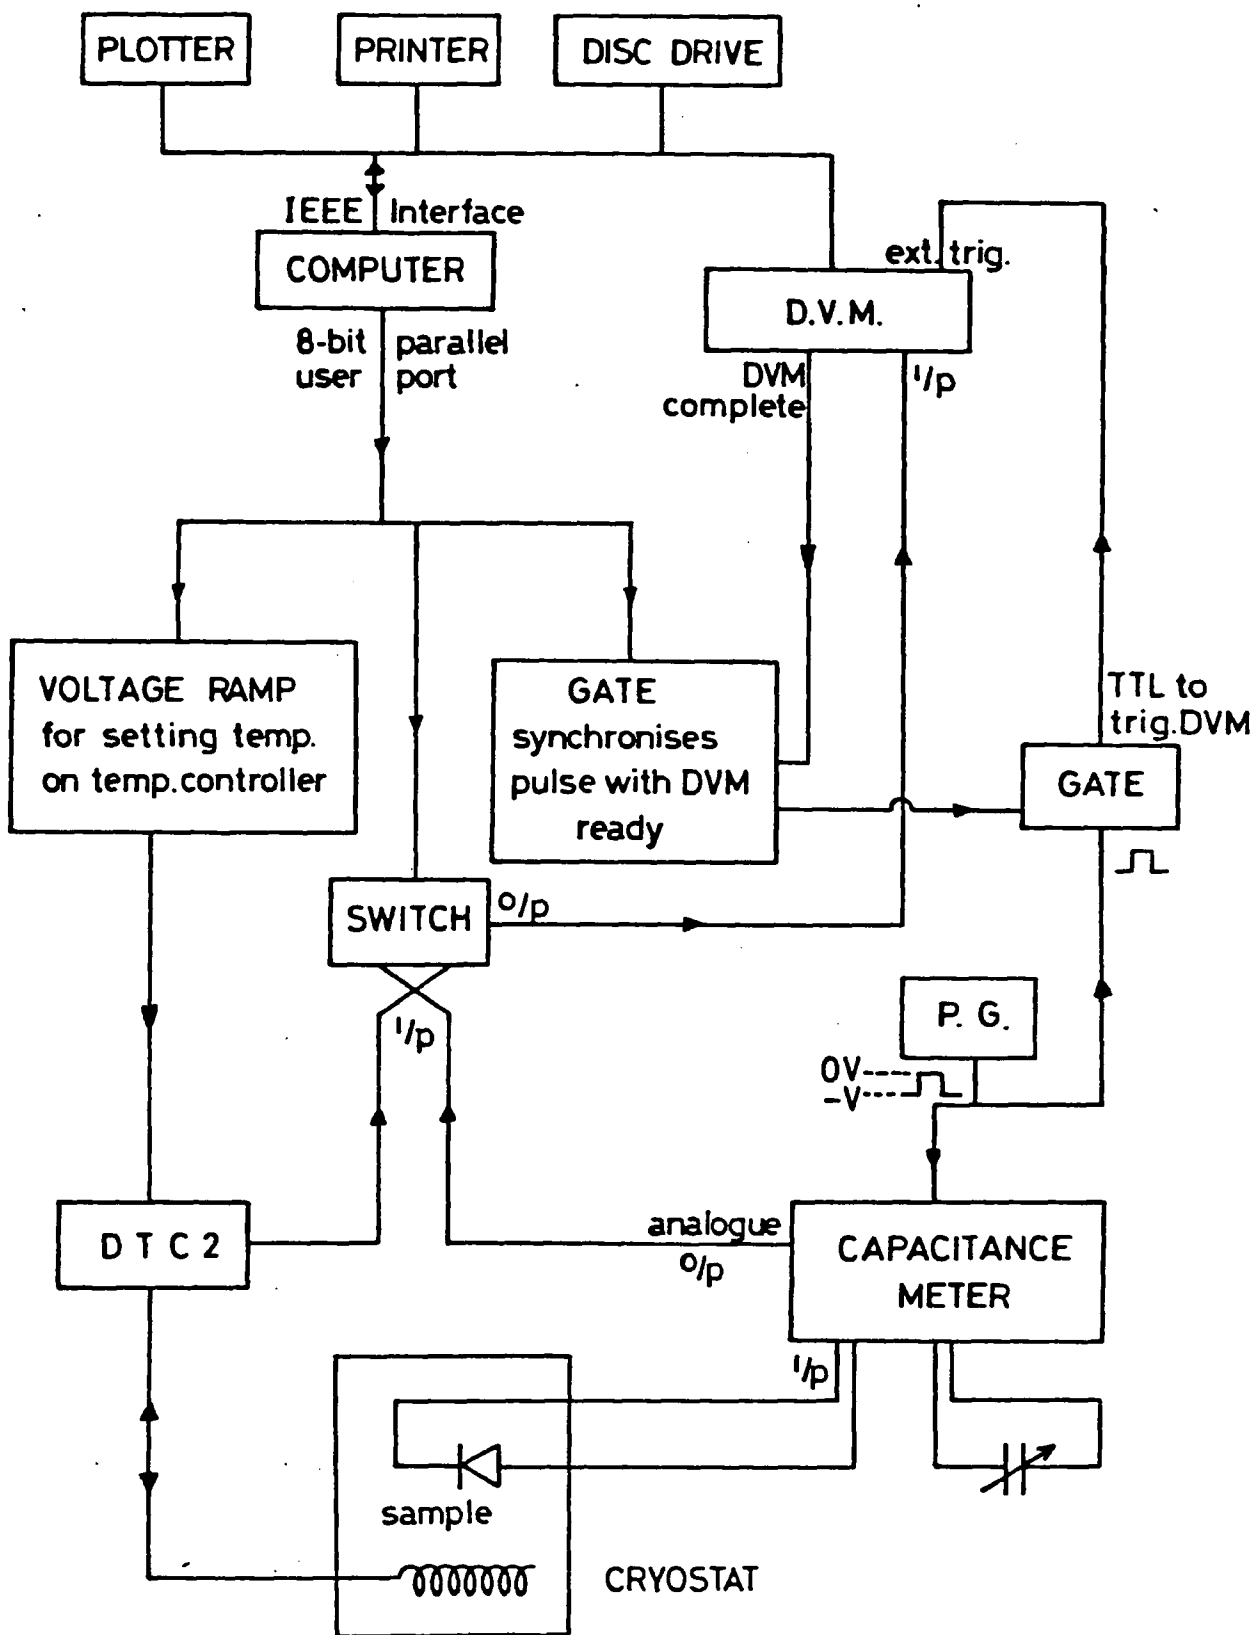 PLOTTER
PRINTER
DISC DRIVE
IEEE Interface
COMPUTER
8-bit parallel
user port
ext. trig.
D.V.M.
DVM
complete
I/p
VOLTAGE RAMP
for setting temp.
on temp. controller
GATE
synchronises
pulse with DVM
ready
TTL to
trig. DVM
GATE
SWITCH
O/p
I/p
P. G.
0V
-V
DTC2
analogue
O/p
CAPACITANCE
METER
I/p
sample
CRYOSTAT